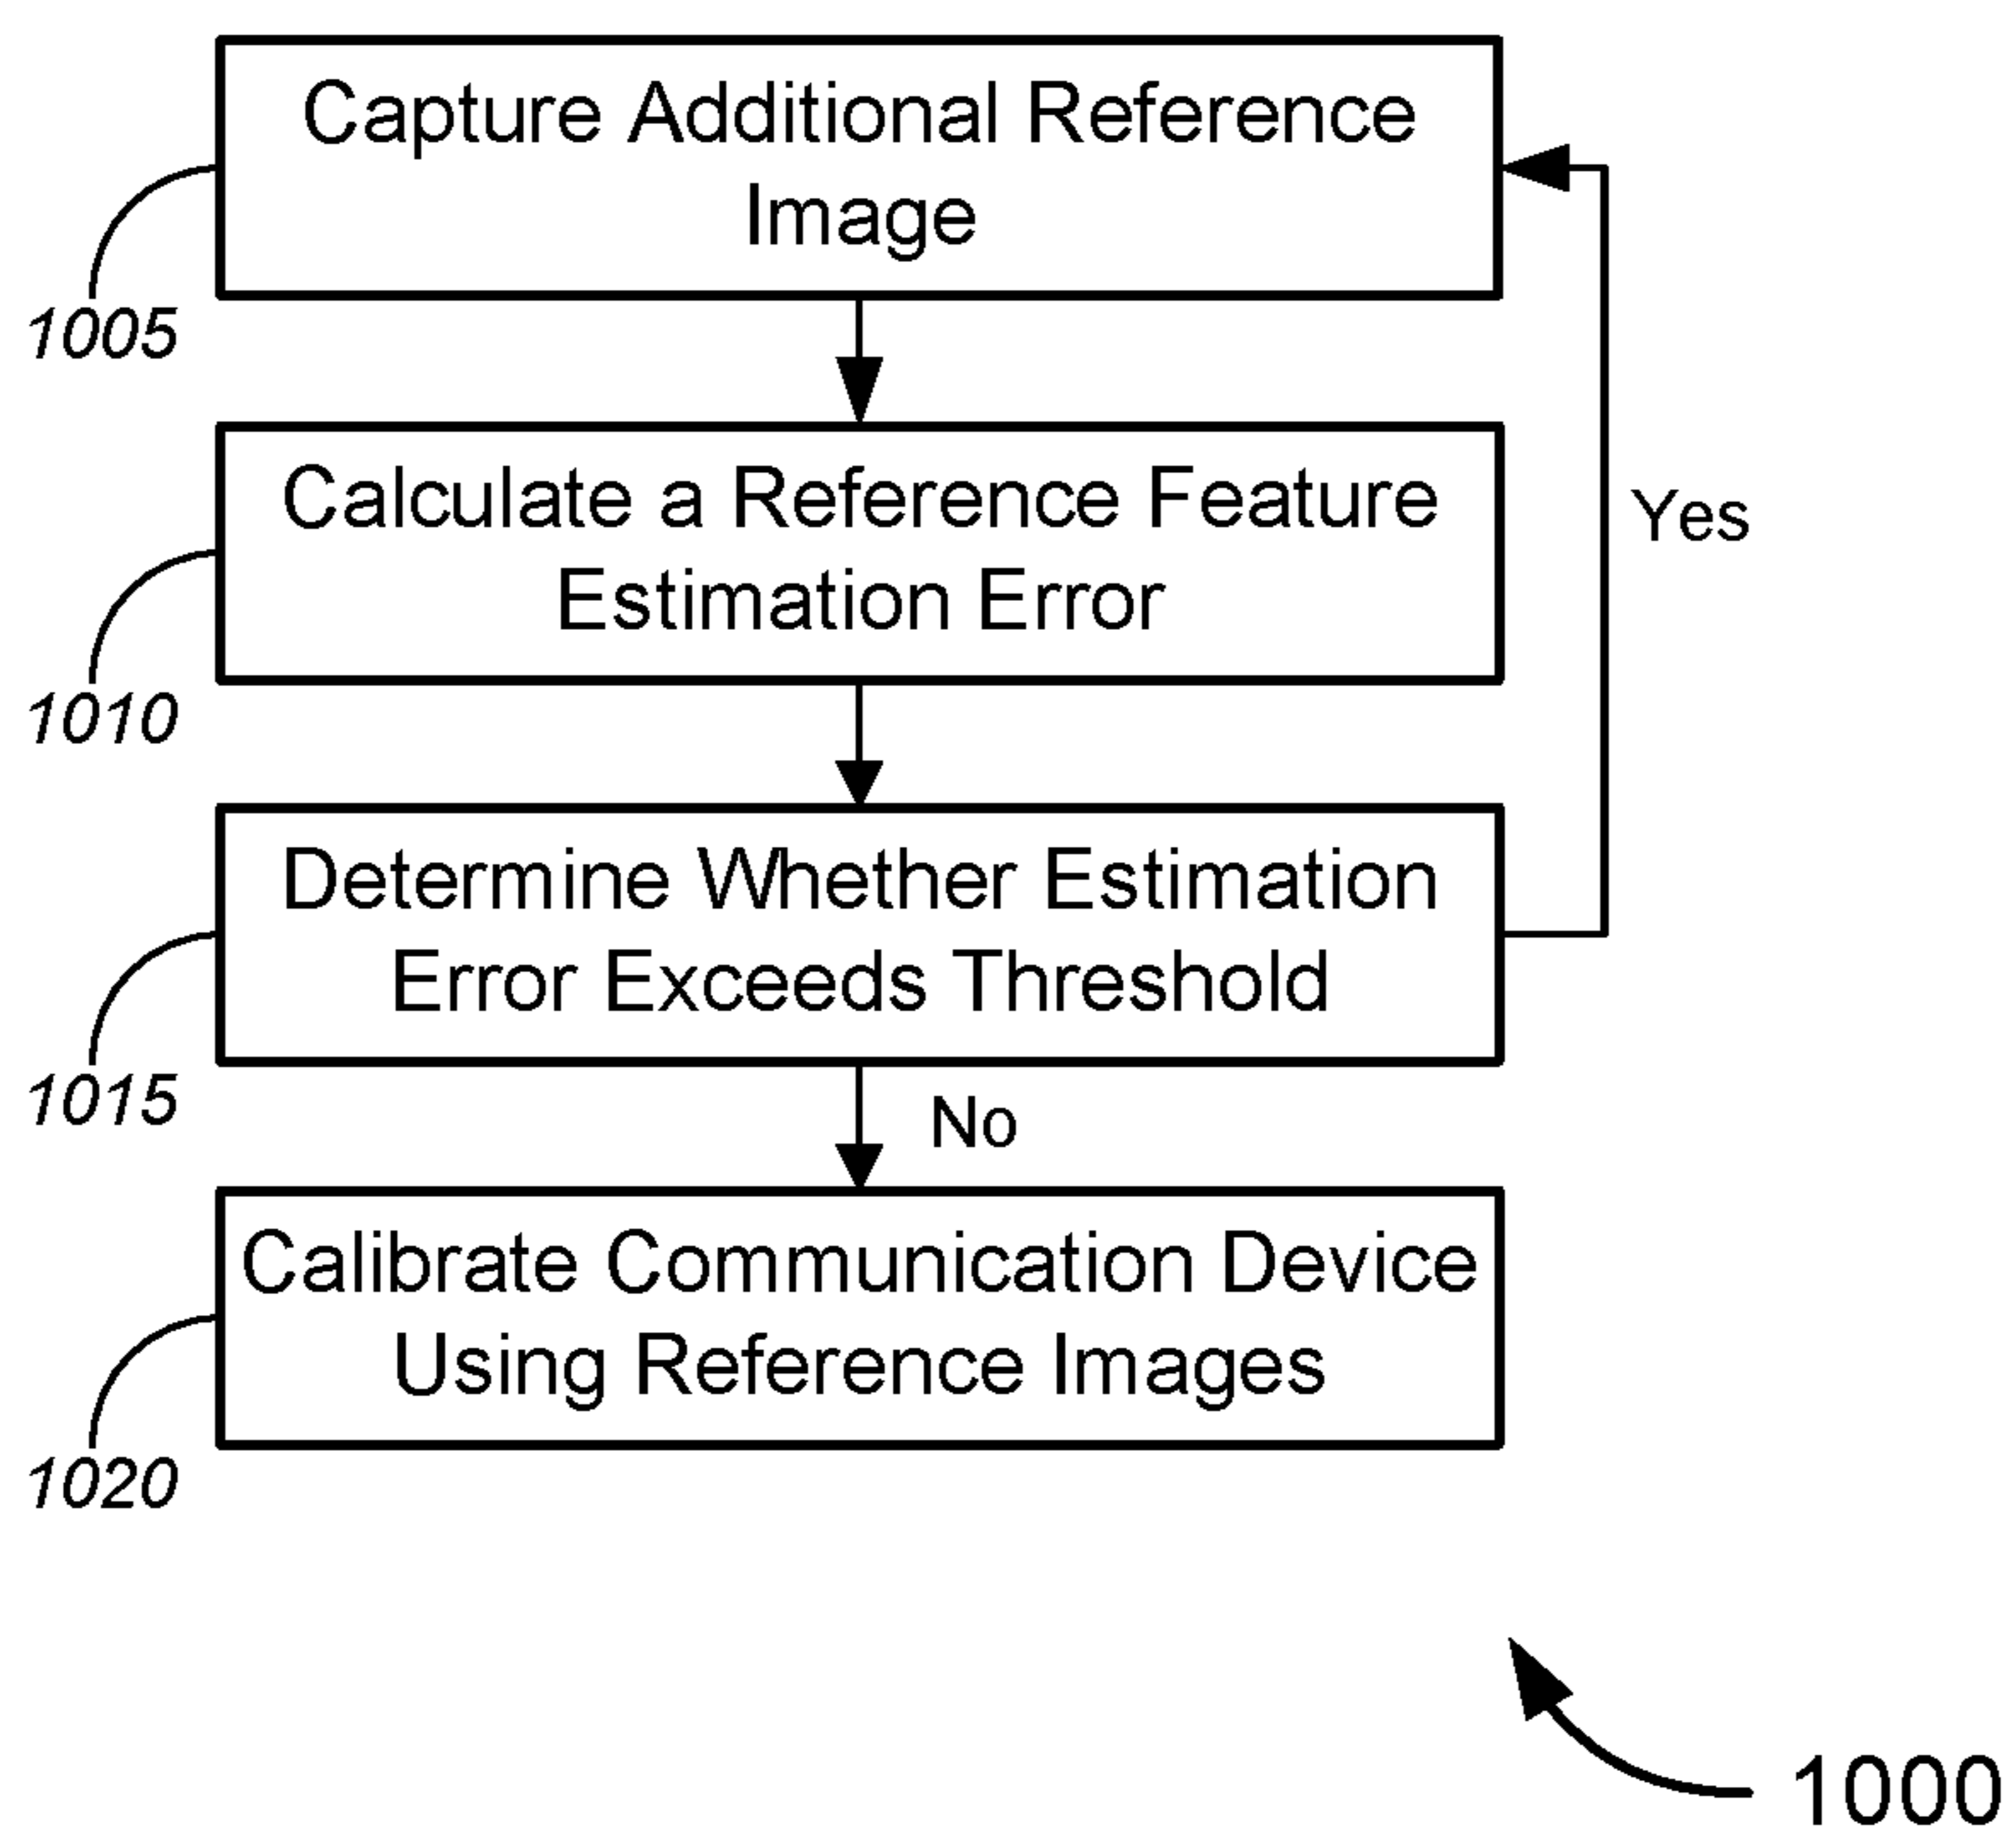 Capture Additional Reference
Image
1005
Calculate a Reference Feature
Estimation Error
Yes
1010
Determine Whether Estimation
Error Exceeds Threshold
1015
No
Calibrate Communication Device
Using Reference Images
1020
1000